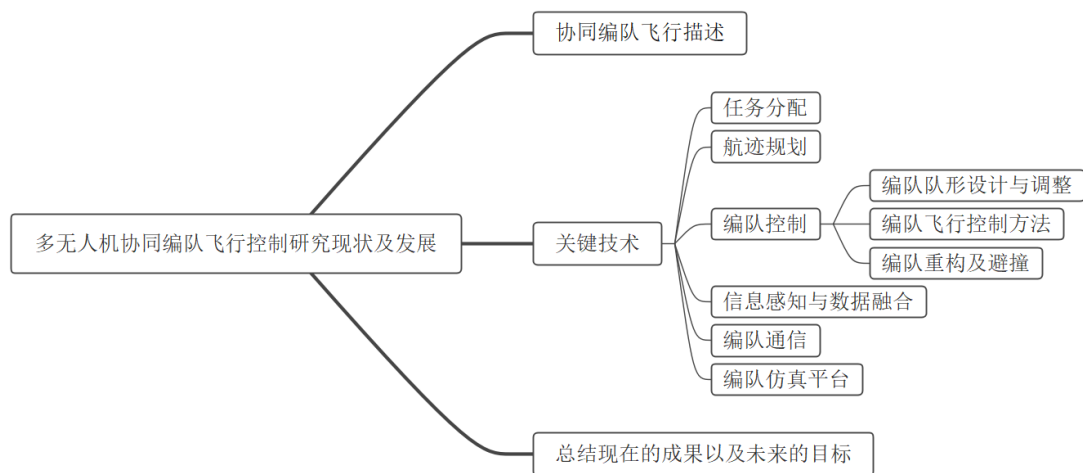 多无人机协同编队飞行控制研究现状及发展
协同编队飞行描述
关键技术
任务分配
航迹规划
编队控制
编队队形设计与调整
编队飞行控制方法
编队重构及避撞
信息感知与数据融合
编队通信
编队仿真平台
总结现在的成果以及未来的目标